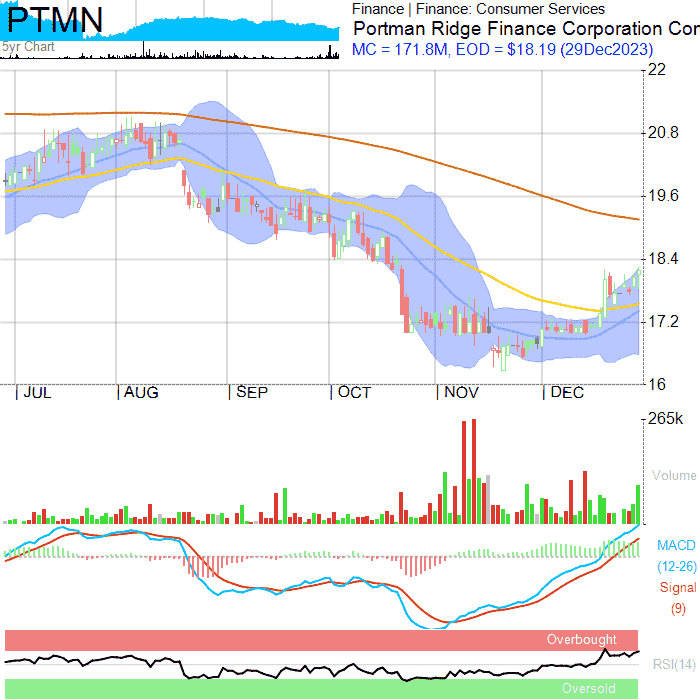 PTMN
5yr Chart
Finance | Finance: Consumer Services
Portman Ridge Finance Corporation Con
MC = 171.8M, EOD = $18.19 (29Dec2023)
22
20.8
19.6
18.4
17.2
16
JUL AUG SEP OCT NOV DEC
265k
Volume
MACD
(12-26)
Signal
(9)
Overbought
RSI(14)
Oversold